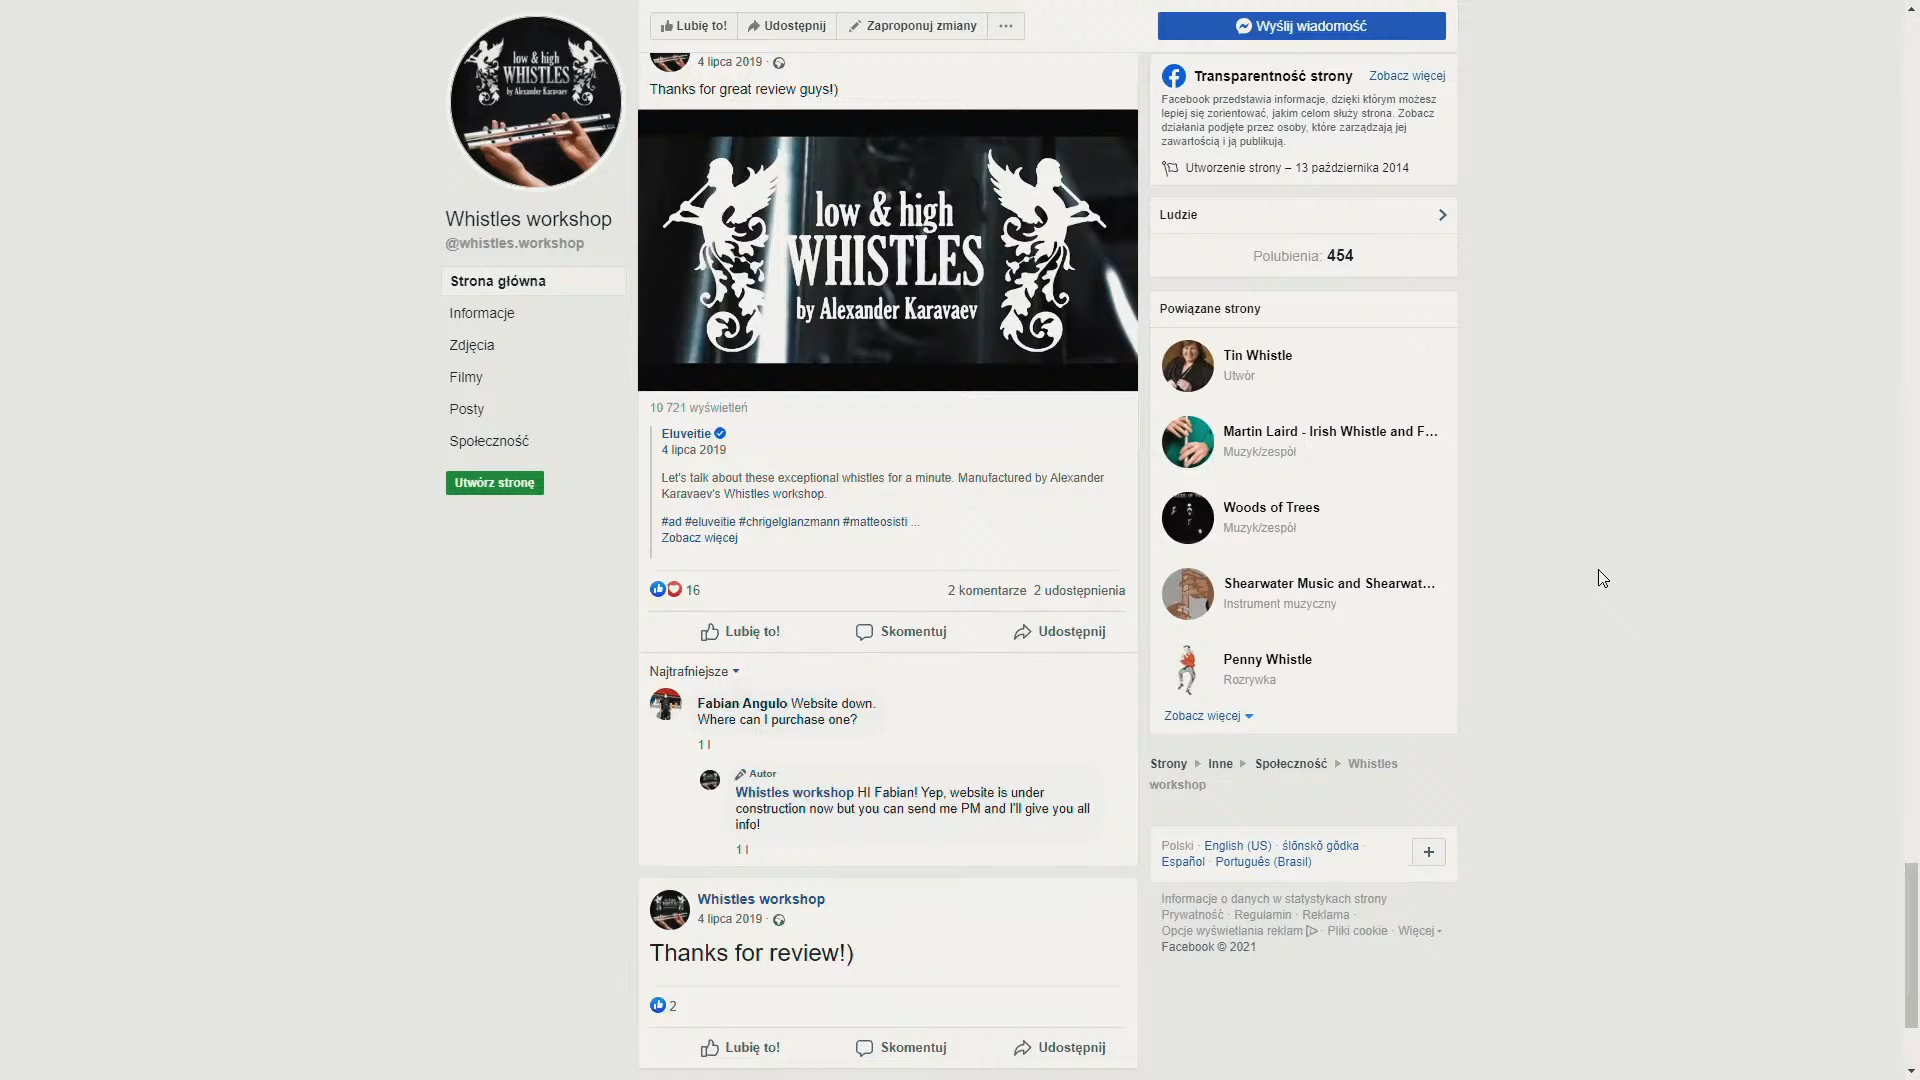 low & high
WHISTLES
by Alexander Karavaev
Whistles workshop
@whistles.workshop
Strona główna
Informacje
Zdjęcia
Filmy
Posty
Społeczność
Utwórz stronę
Lubię to!
Udostępnij
Zaproponuj zmiany
Wyślij wiadomość
4 lipca 2019 ·
Thanks for great review guys!)
low & high
WHISTLES
by Alexander Karavaev
10 721 wyświetleń
Eluveitie
4 lipca 2019
Let's talk about these exceptional whistles for a minute. Manufactured by Alexander
Karavaev's Whistles workshop.
#ad #eluveitie #chrigelglanzmann #matteosisti ...
Zobacz więcej
16
2 komentarze 2 udostępnienia
Lubię to!
Skomentuj
Udostępnij
Najtrafniejsze
Fabian Angulo Website down.
Where can I purchase one?
1 l
Autor
Whistles workshop HI Fabian! Yep, website is under
construction now but you can send me PM and I'll give you all
info!
1 l
Whistles workshop
4 lipca 2019 ·
Thanks for review!)
2
Lubię to!
Skomentuj
Udostępnij
Transparentność strony
Zobacz więcej
Facebook przedstawia informacje, dzięki którym możesz
lepiej się zorientować, jakim celom służy strona. Zobacz
działania podjęte przez osoby, które zarządzają jej
zawartością i ją publikują.
Utworzenie strony – 13 października 2014
Ludzie
Polubienia: 454
Powiązane strony
Tin Whistle
Utwór
Martin Laird - Irish Whistle and F...
Muzyk/zespół
Woods of Trees
Muzyk/zespół
Shearwater Music and Shearwat...
Instrument muzyczny
Penny Whistle
Rozrywka
Zobacz więcej
Strony
Inne
Społeczność
Whistles
workshop
Polski · English (US) · ślōnskŏ gŏdka ·
Español · Português (Brasil)
Informacje o danych w statystykach strony
Prywatność · Regulamin · Reklama ·
Opcje wyświetlania reklam · Pliki cookie · Więcej
Facebook © 2021